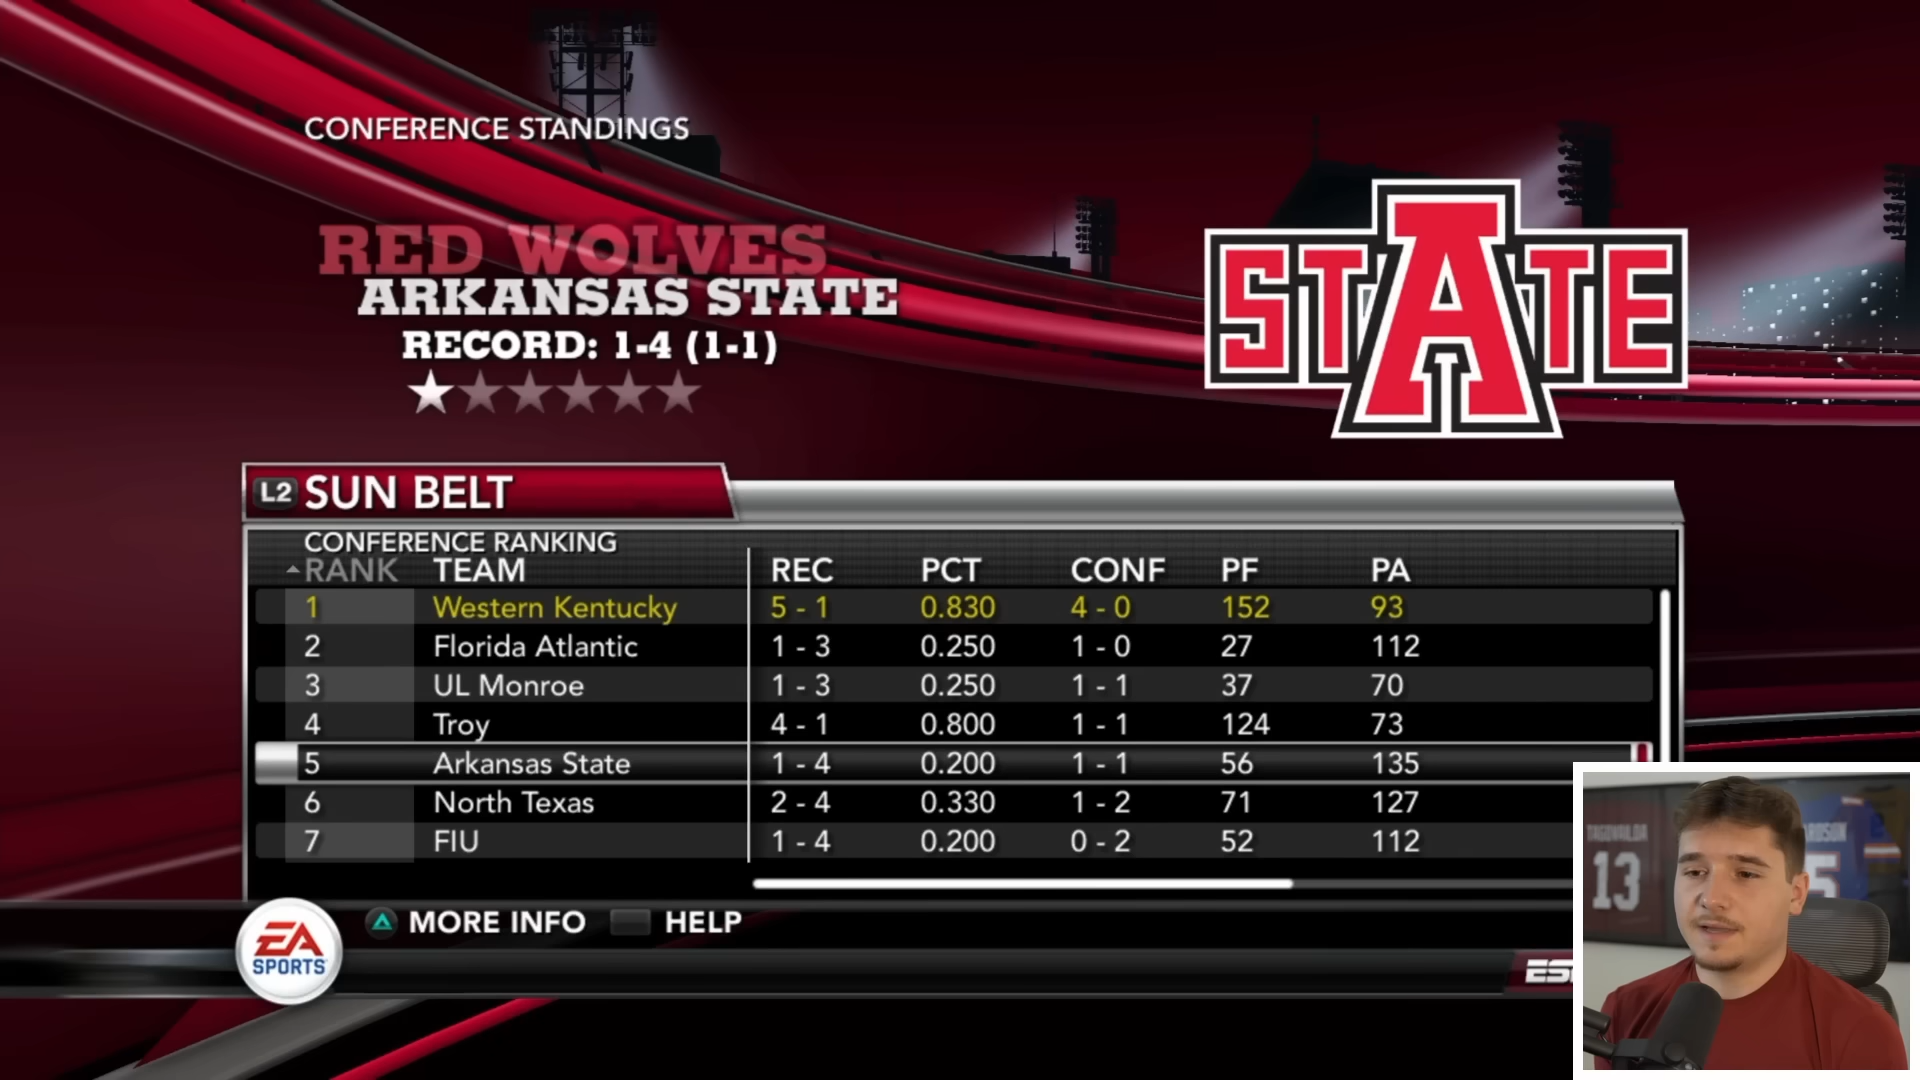 CONFERENCE STANDINGS
RED WOLVES
ARKANSAS STATE
RECORD: 1-4 (1-1)
STATE
L2 SUN BELT
CONFERENCE RANKING
RANK TEAM REC PCT CONF PF PA
1 Western Kentucky 5 - 1 0.830 4 - 0 152 93
2 Florida Atlantic 1 - 3 0.250 1 - 0 27 112
3 UL Monroe 1 - 3 0.250 1 - 1 37 70
4 Troy 4 - 1 0.800 1 - 1 124 73
5 Arkansas State 1 - 4 0.200 1 - 1 56 135
6 North Texas 2 - 4 0.330 1 - 2 71 127
7 FIU 1 - 4 0.200 0 - 2 52 112
MORE INFO HELP
EA
SPORTS
TAGOVAILOA
13
5